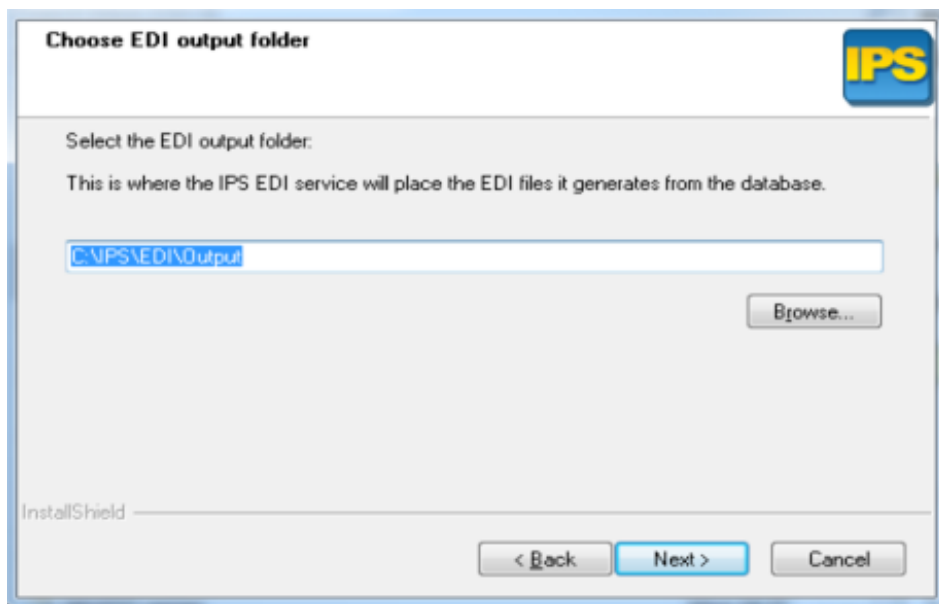 Choose EDI output folder
IPS
Select the EDI output folder:
This is where the IPS EDI service will place the EDI files it generates from the database.
C:\IPS\EDI\Output
Browse...
InstallShield
< Back
Next >
Cancel